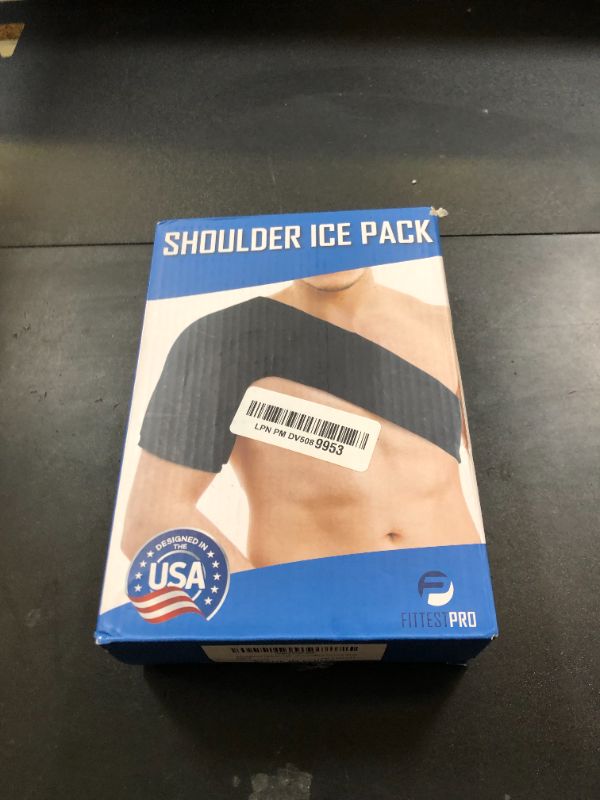 SHOULDER ICE PACK
LPN PM DV508 9953
DESIGNED IN
THE
USA
FITTESTPRO